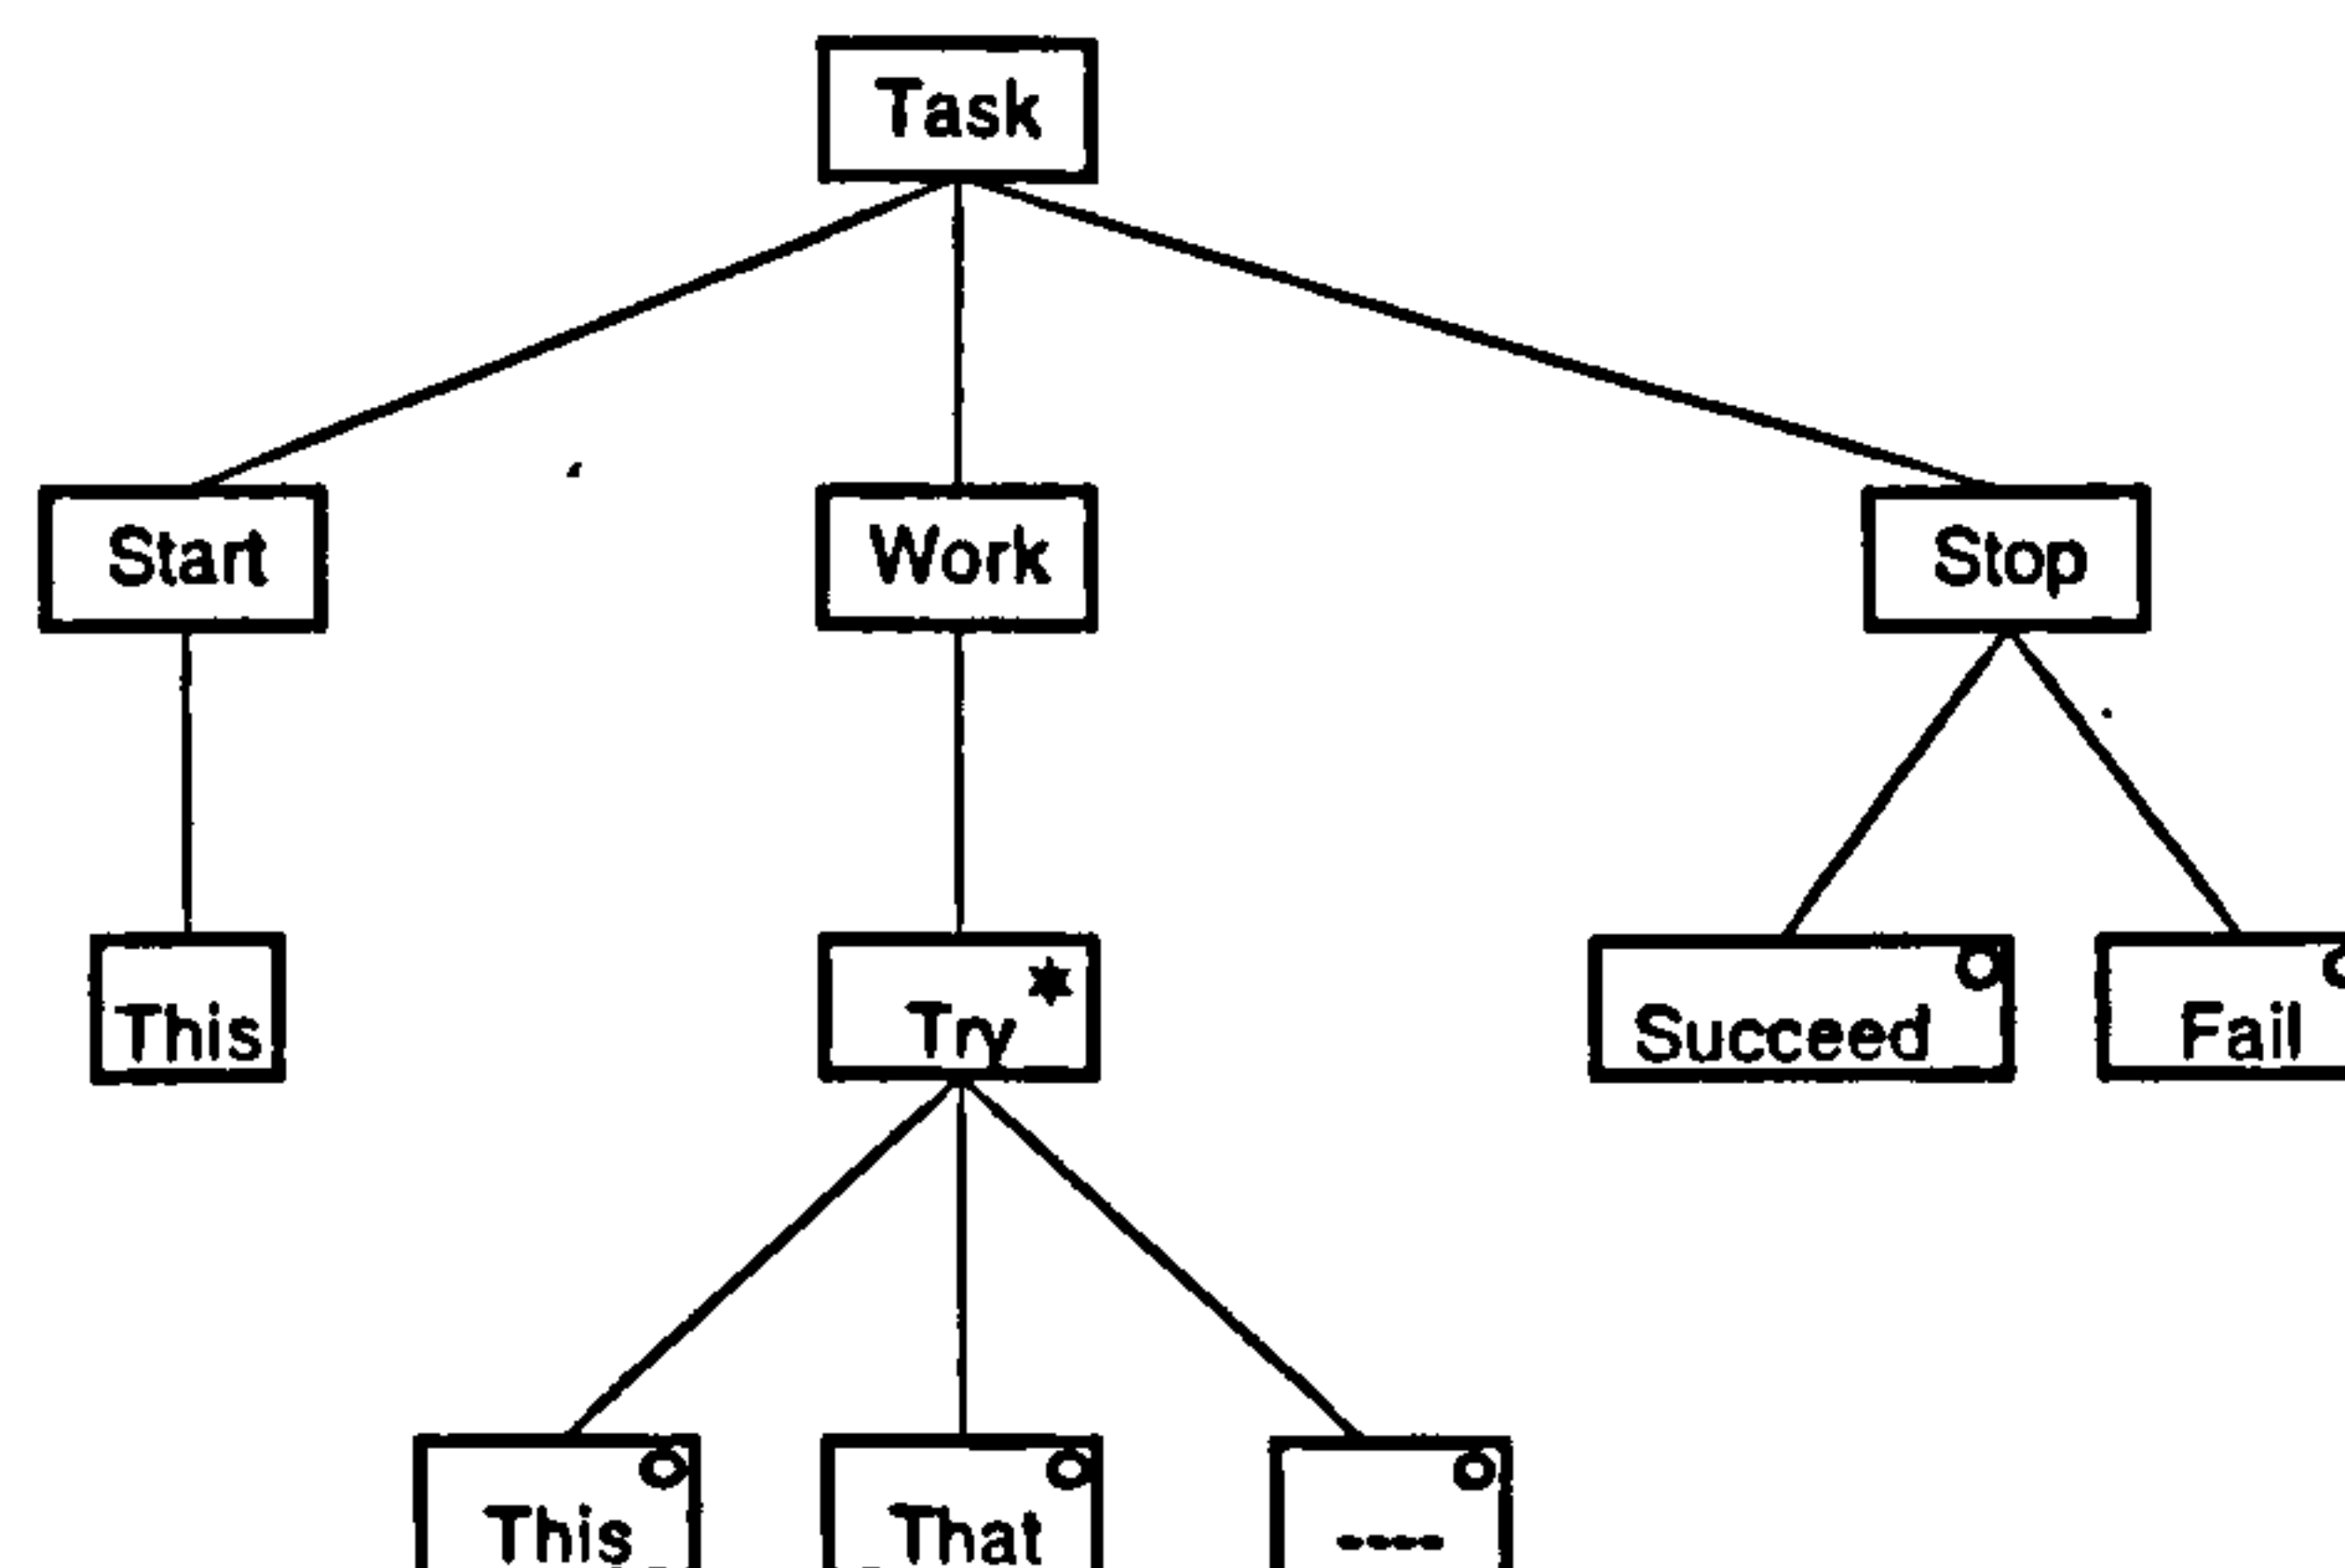 Task
Start
Work
Stop
This
Try *
Succeed o
Fail o
This o
That o
---- o